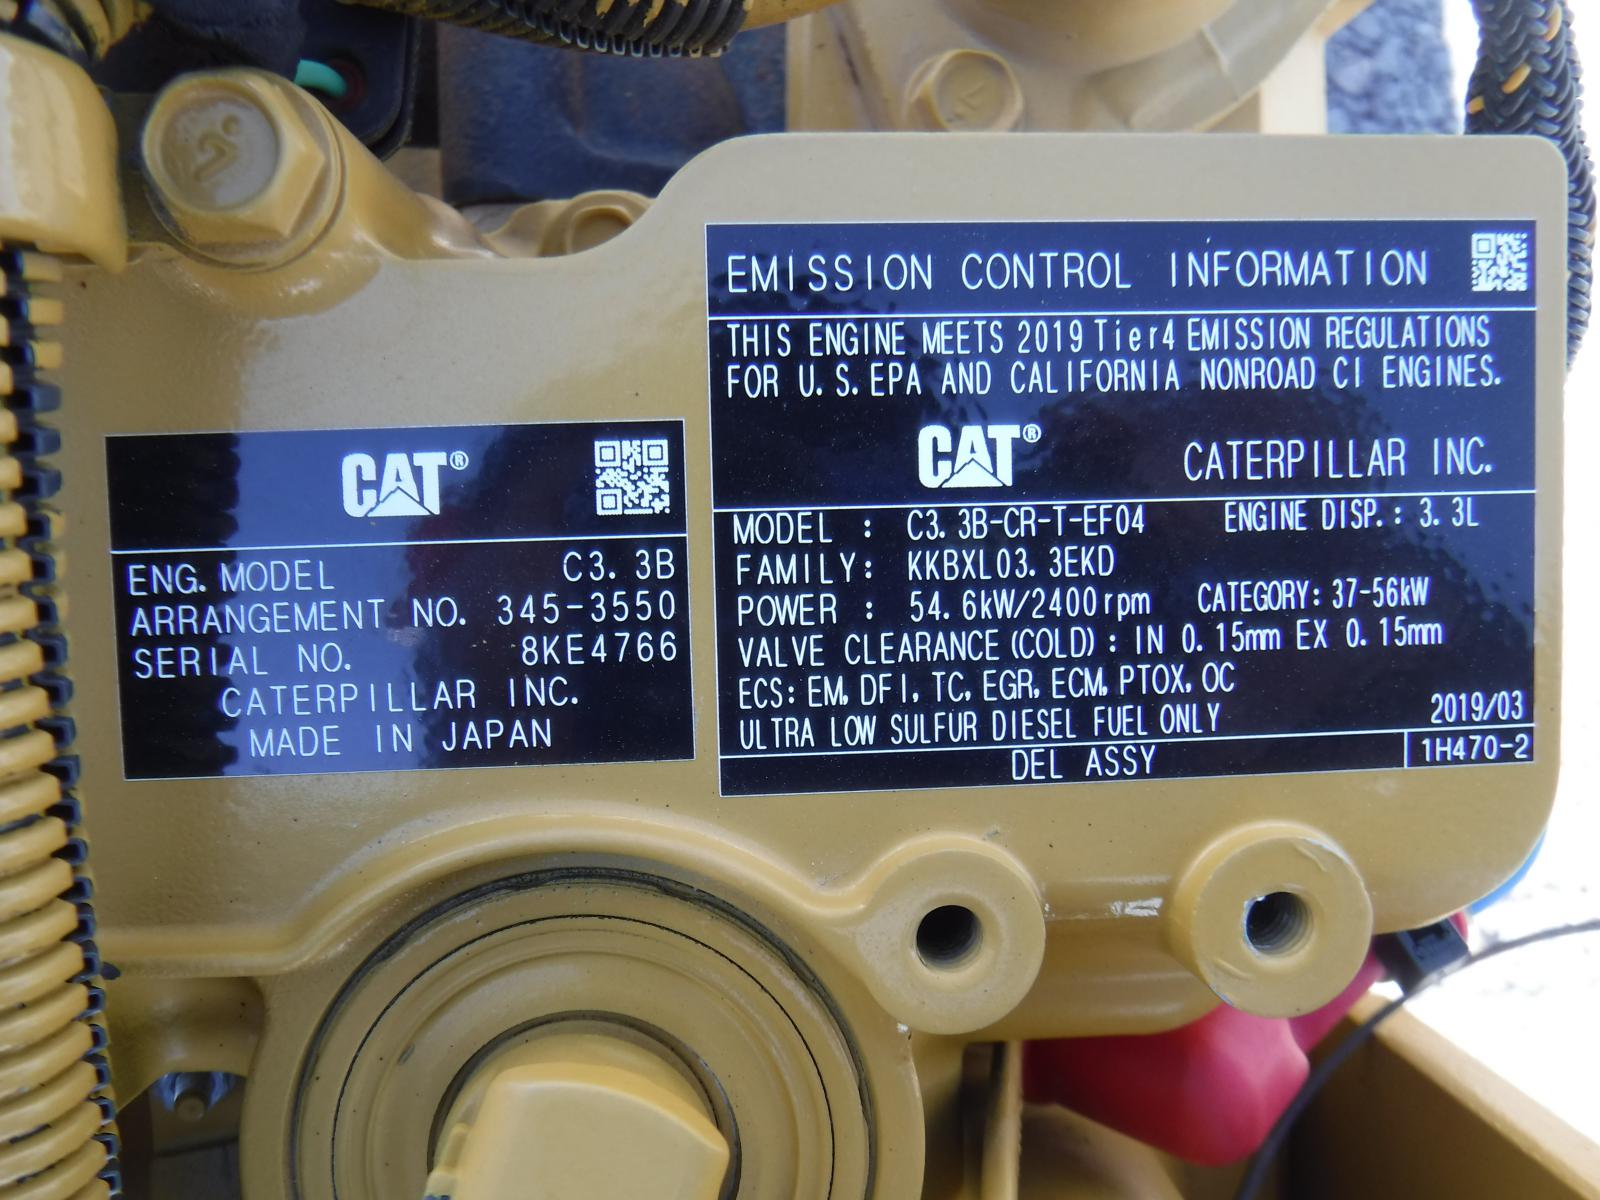 CAT®
ENG. MODEL C3.3B
ARRANGEMENT NO. 345-3550
SERIAL NO. 8KE4766
CATERPILLAR INC.
MADE IN JAPAN
EMISSION CONTROL INFORMATION
THIS ENGINE MEETS 2019 Tier4 EMISSION REGULATIONS
FOR U.S.EPA AND CALIFORNIA NONROAD CI ENGINES.
CAT® CATERPILLAR INC.
MODEL : C3.3B-CR-T-EF04 ENGINE DISP.: 3.3L
FAMILY: KKBXL03.3EKD
POWER : 54.6kW/2400rpm CATEGORY: 37-56kW
VALVE CLEARANCE (COLD) : IN 0.15mm EX 0.15mm
ECS: EM, DFI, TC, EGR, ECM, PTOX, OC
ULTRA LOW SULFUR DIESEL FUEL ONLY 2019/03
DEL ASSY 1H470-2